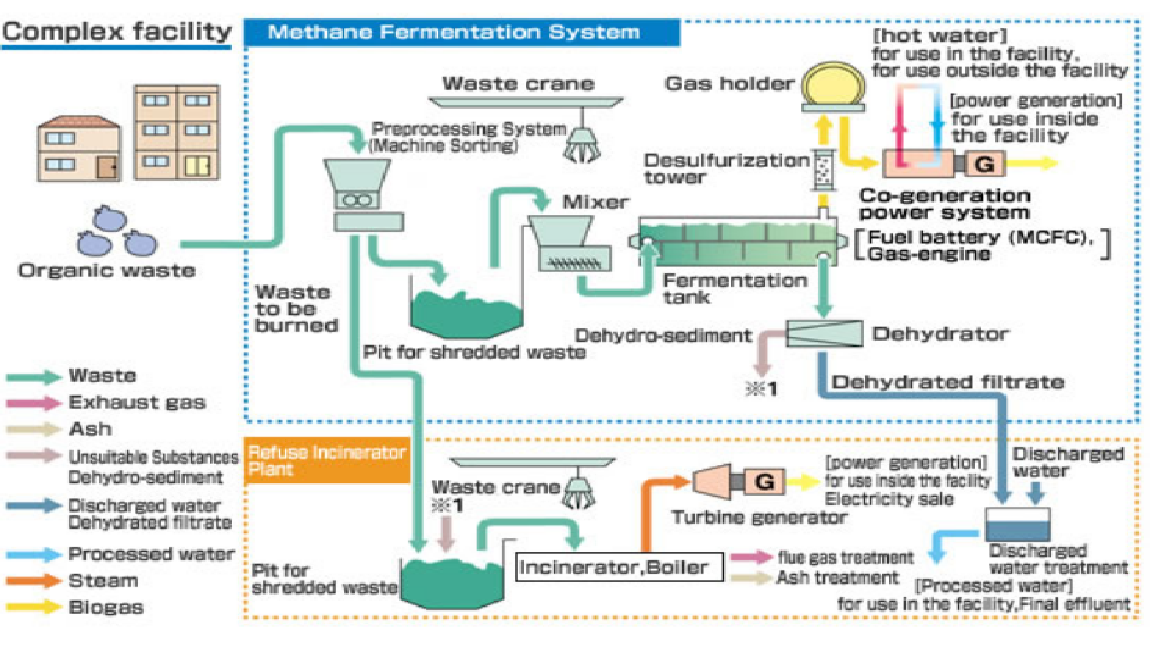 Complex facility
Methane Fermentation System
[hot water]
for use in the facility,
for use outside the facility
Waste crane
Gas holder
[power generation]
for use inside
the facility
Preprocessing System
(Machine Sorting)
Desulfurization
tower
G
Mixer
Co-generation
power system
[Fuel battery (MCFC),
Gas-engine]
Organic waste
Fermentation
tank
Waste
to be
burned
Dehydro-sediment
Dehydrator
Pit for shredded waste
※1
Dehydrated filtrate
Waste
Exhaust gas
Ash
Unsuitable Substances
Dehydro-sediment
Discharged water
Dehydrated filtrate
Processed water
Steam
Biogas
Refuse Incinerator
Plant
Waste crane
※1
G
[power generation]
for use inside the facility
Electricity sale
Discharged
water
Turbine generator
Pit for
shredded waste
Incinerator,Boiler
flue gas treatment
Ash treatment
Discharged
water treatment
[Processed water]
for use in the facility,Final effluent